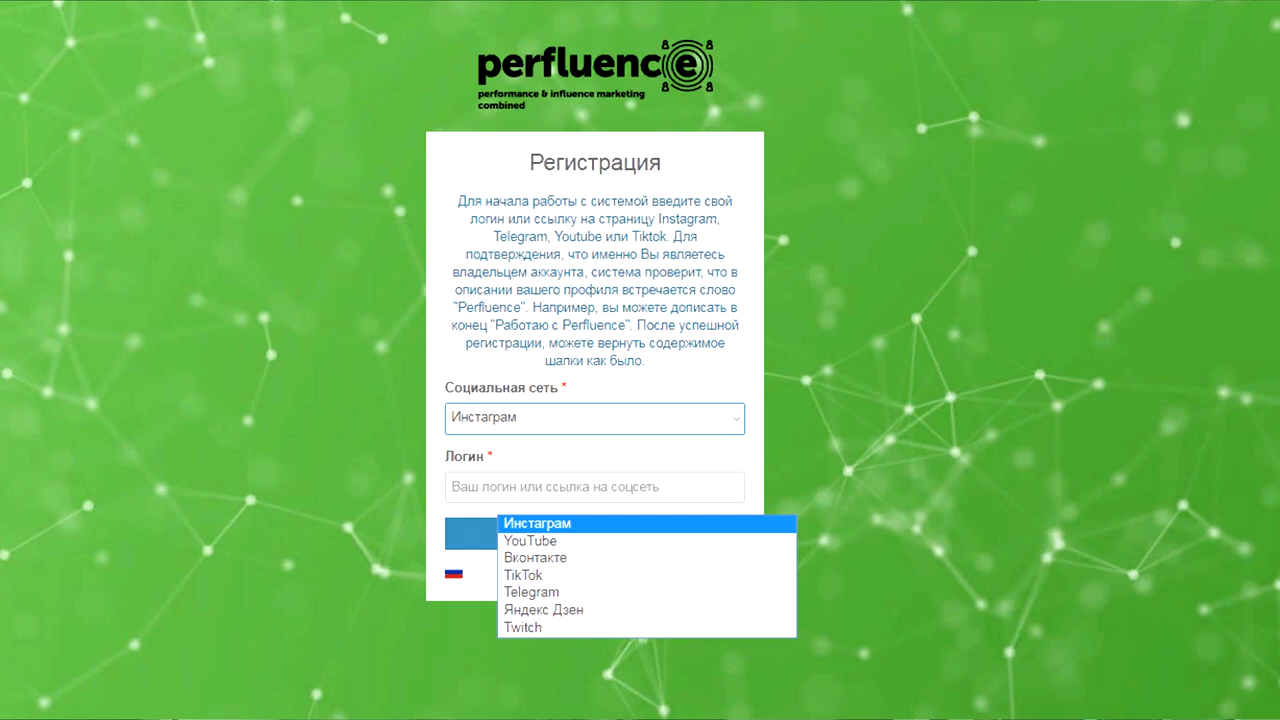 perfluence
performance & influence marketing
combined
Регистрация
Для начала работы с системой введите свой
логин или ссылку на страницу Instagram,
Telegram, Youtube или Tiktok. Для
подтверждения, что именно Вы являетесь
владельцем аккаунта, система проверит, что в
описании вашего профиля встречается слово
"Perfluence". Например, вы можете дописать в
конец "Работаю с Perfluence". После успешной
регистрации, можете вернуть содержимое
шапки как было.
Социальная сеть *
Инстаграм
Логин *
Ваш логин или ссылка на соцсеть
Инстаграм
YouTube
Вконтакте
TikTok
Telegram
Яндекс Дзен
Twitch